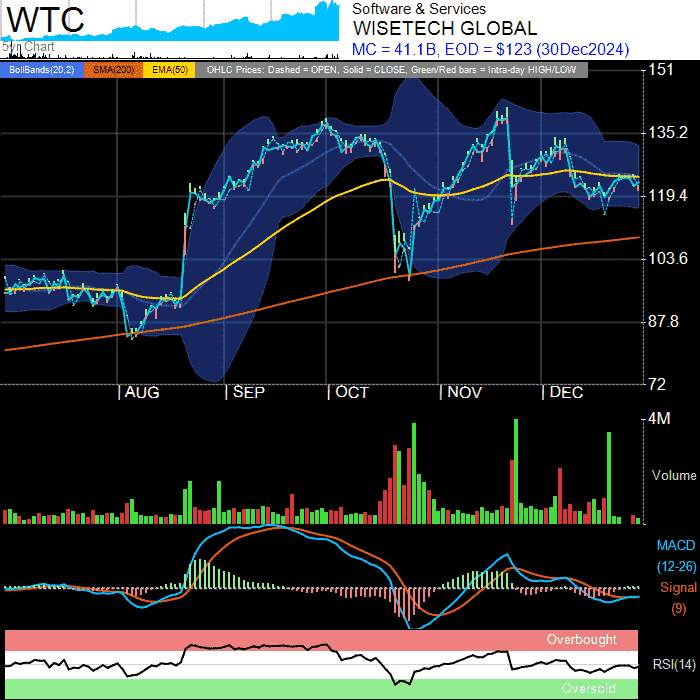 WTC
5yr Chart
Software & Services
WISETECH GLOBAL
MC = 41.1B, EOD = $123 (30Dec2024)
BollBands(20,2) SMA(200) EMA(50) OHLC Prices: Dashed = OPEN, Solid = CLOSE, Green/Red bars = Intra-day HIGH/LOW
151
135.2
119.4
103.6
87.8
72
AUG SEP OCT NOV DEC
4M
Volume
MACD
(12-26)
Signal
(9)
Overbought
RSI(14)
Oversold